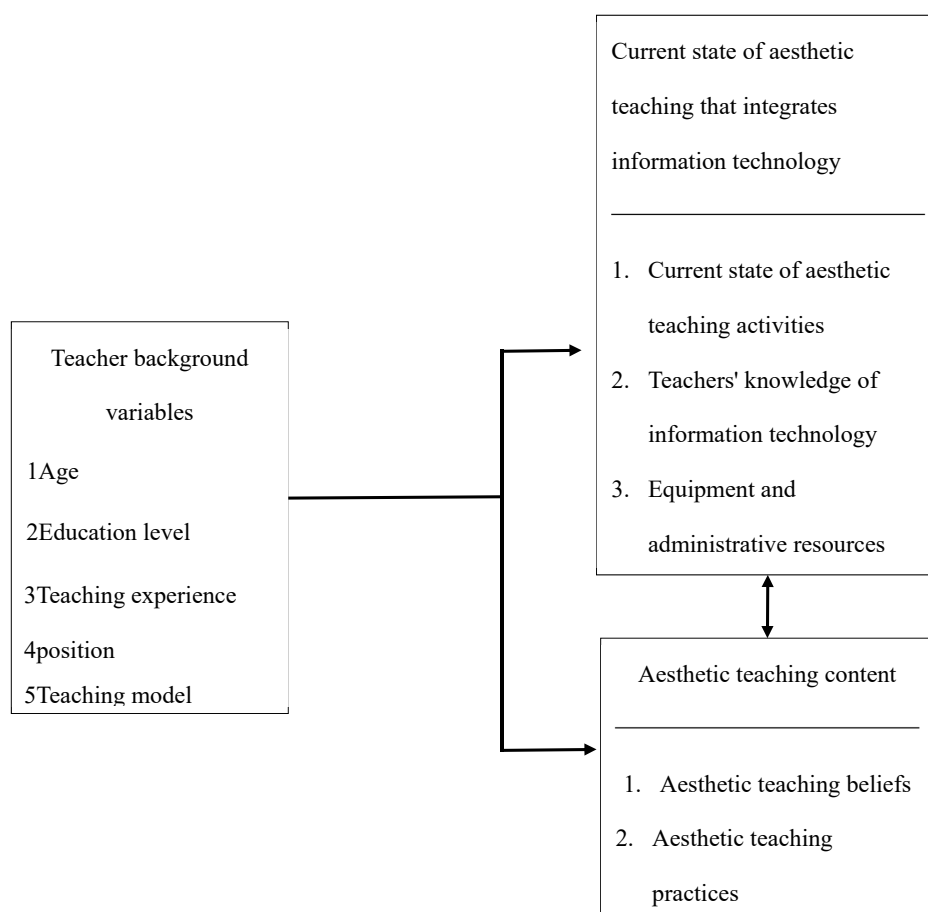 Current state of aesthetic
teaching that integrates
information technology
1. Current state of aesthetic
teaching activities
2. Teachers' knowledge of
information technology
3. Equipment and
administrative resources
Teacher background
variables
1Age
2Education level
3Teaching experience
4position
5Teaching model
Aesthetic teaching content
1. Aesthetic teaching beliefs
2. Aesthetic teaching
practices